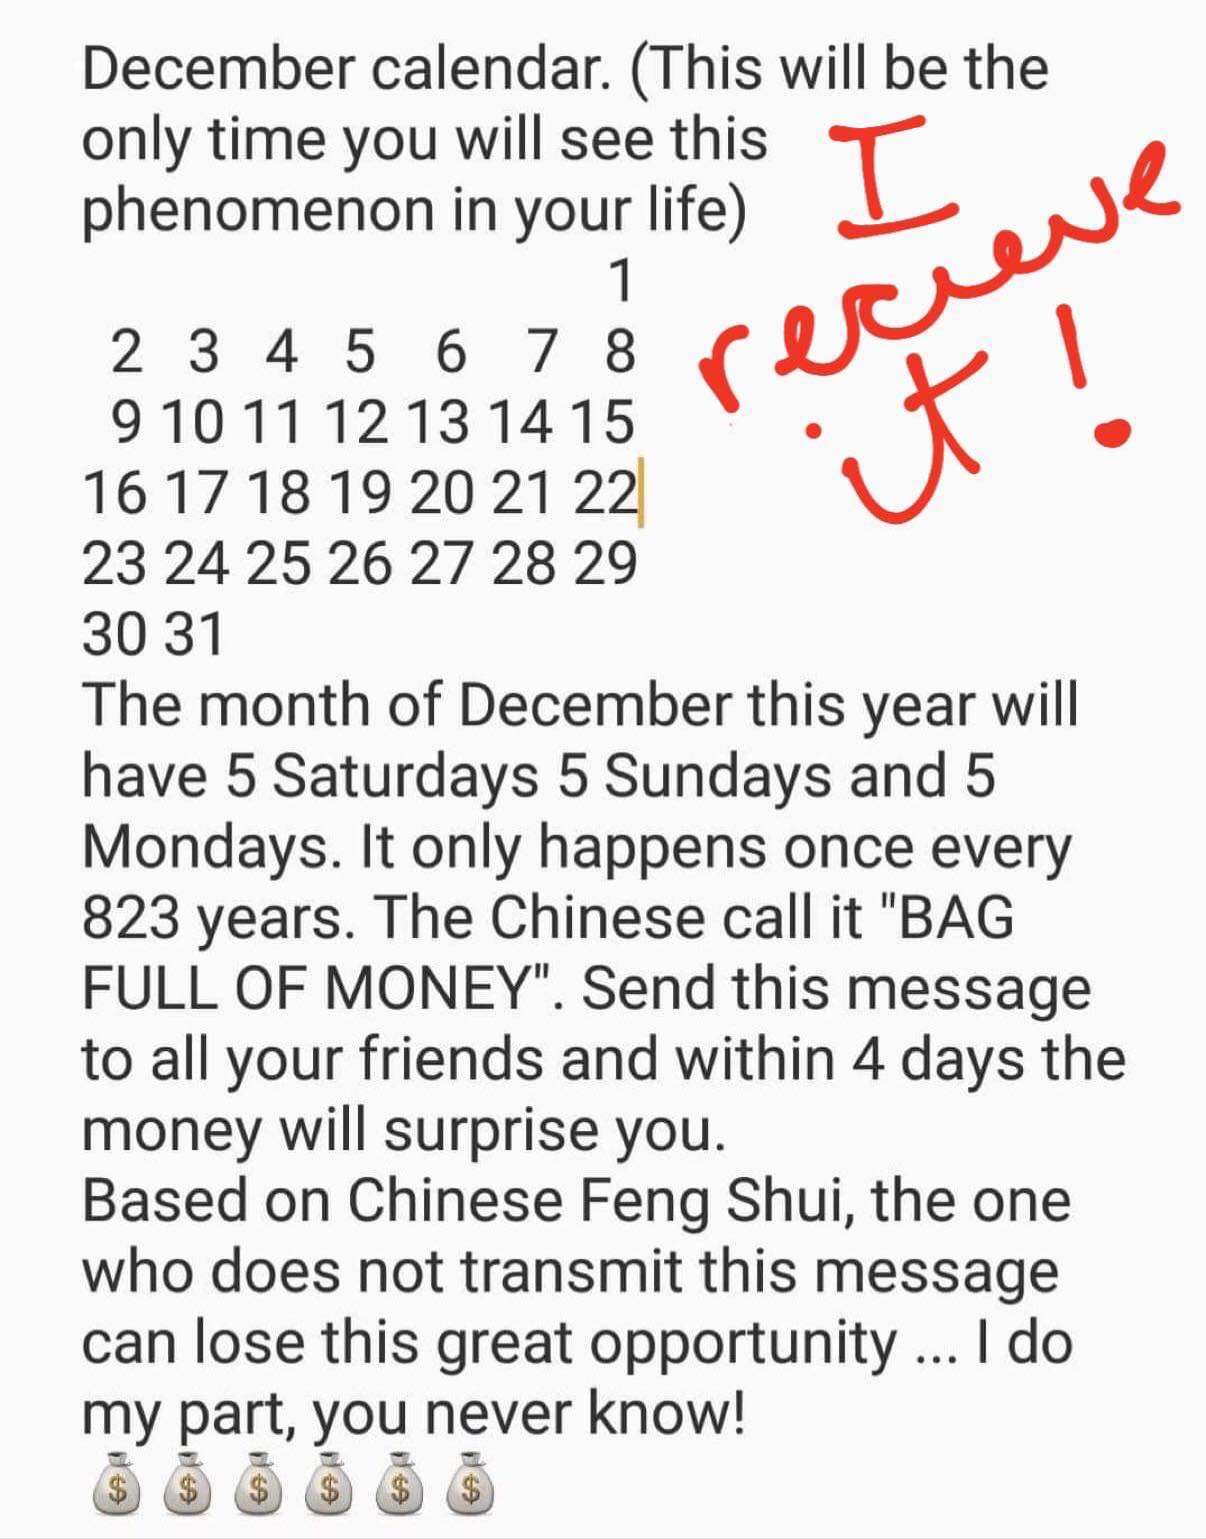 December calendar. (This will be the
only time you will see this
phenomenon in your life)
I
recieve
it!
1
2 3 4 5 6 7 8
9 10 11 12 13 14 15
16 17 18 19 20 21 22
23 24 25 26 27 28 29
30 31
The month of December this year will
have 5 Saturdays 5 Sundays and 5
Mondays. It only happens once every
823 years. The Chinese call it "BAG
FULL OF MONEY". Send this message
to all your friends and within 4 days the
money will surprise you.
Based on Chinese Feng Shui, the one
who does not transmit this message
can lose this great opportunity ... I do
my part, you never know!
💰 💰 💰 💰 💰 💰